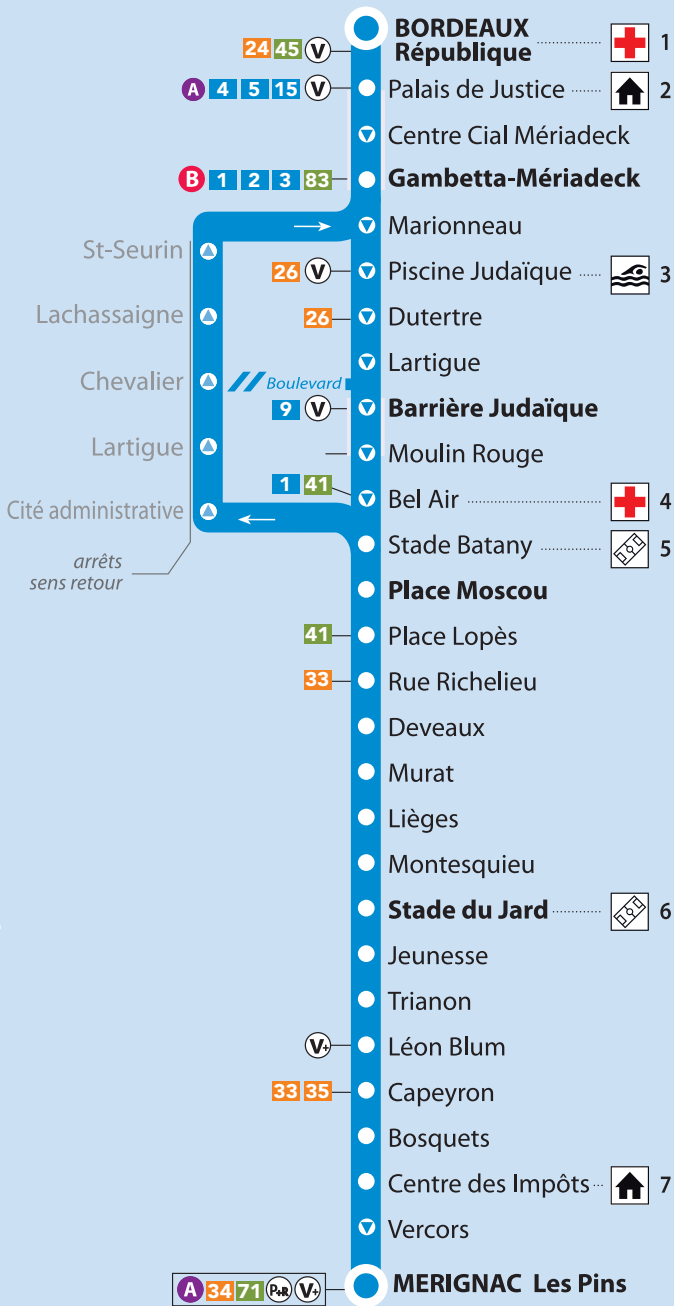 BORDEAUX
République
24 45 V
1
A 4 5 15 V
Palais de Justice
2
Centre Cial Mériadeck
B 1 2 3 83
Gambetta-Mériadeck
Marionneau
St-Seurin
26 V
Piscine Judaïque
3
Lachassaigne
26
Dutertre
Lartigue
Chevalier
Boulevard
9 V
Barrière Judaïque
Lartigue
Moulin Rouge
1 41
Bel Air
4
Cité administrative
Stade Batany
5
arrêts
sens retour
Place Moscou
41
Place Lopès
33
Rue Richelieu
Deveaux
Murat
Lièges
Montesquieu
Stade du Jard
6
Jeunesse
Trianon
V+
Léon Blum
33 35
Capeyron
Bosquets
Centre des Impôts
7
Vercors
A 34 71 P+R V+
MERIGNAC Les Pins